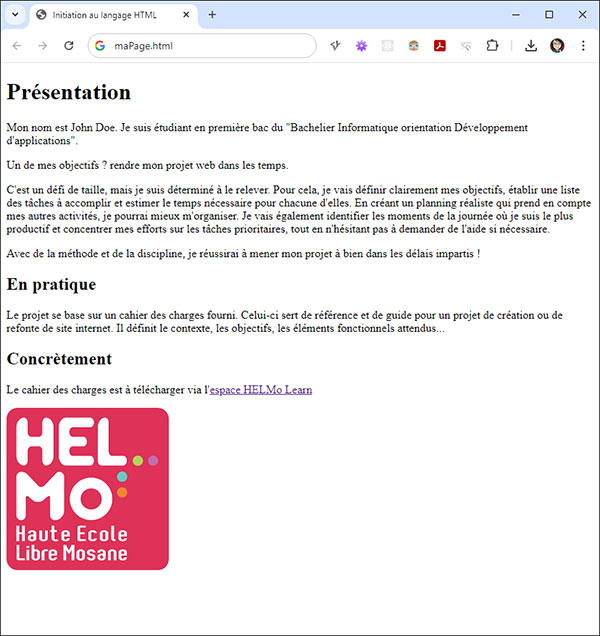 Initiation au langage HTML
maPage.html
Présentation
Mon nom est John Doe. Je suis étudiant en première bac du "Bachelier Informatique orientation Développement
d'applications".
Un de mes objectifs ? rendre mon projet web dans les temps.
C'est un défi de taille, mais je suis déterminé à le relever. Pour cela, je vais définir clairement mes objectifs, établir une liste
des tâches à accomplir et estimer le temps nécessaire pour chacune d'elles. En créant un planning réaliste qui prend en compte
mes autres activités, je pourrai mieux m'organiser. Je vais également identifier les moments de la journée où je suis le plus
productif et concentrer mes efforts sur les tâches prioritaires, tout en n'hésitant pas à demander de l'aide si nécessaire.
Avec de la méthode et de la discipline, je réussirai à mener mon projet à bien dans les délais impartis !
En pratique
Le projet se base sur un cahier des charges fourni. Celui-ci sert de référence et de guide pour un projet de création ou de
refonte de site internet. Il définit le contexte, les objectifs, les éléments fonctionnels attendus...
Concrètement
Le cahier des charges est à télécharger via l'espace HELMo Learn
HEL
Mo
Haute Ecole
Libre Mosane